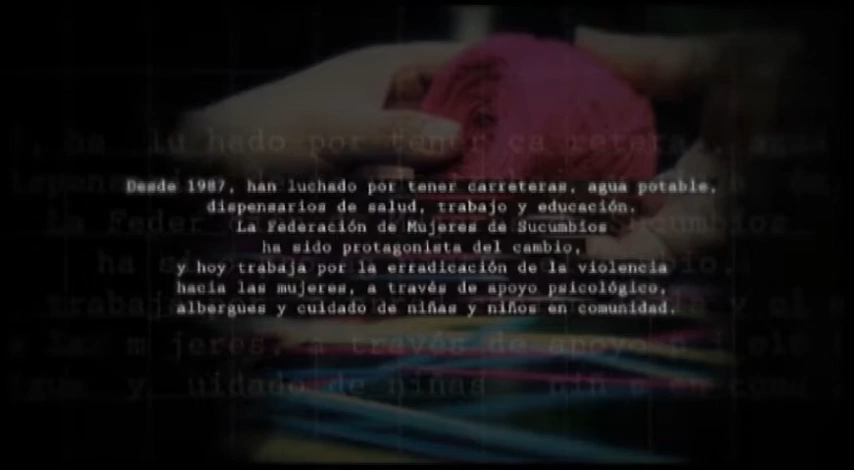 Desde 1987, han luchado por tener carreteras, agua potable,
dispensarios de salud, trabajo y educación.
La Federación de Mujeres de Sucumbíos
ha sido protagonista del cambio,
y hoy trabaja por la erradicación de la violencia
hacia las mujeres, a través de apoyo psicológico,
albergues y cuidado de niñas y niños en comunidad.